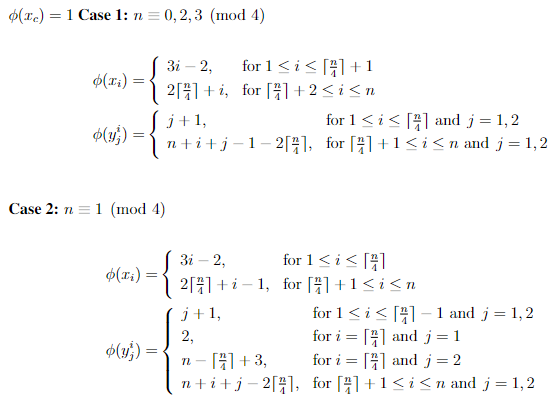 ϕ(x_c) = 1 Case 1: n ≡ 0, 2, 3 (mod 4)
ϕ(x_i) = { 3i − 2, for 1 ≤ i ≤ ⌈n/4⌉ + 1
2⌈n/4⌉ + i, for ⌈n/4⌉ + 2 ≤ i ≤ n
ϕ(y_j^i) = { j + 1, for 1 ≤ i ≤ ⌈n/4⌉ and j = 1, 2
n + i + j − 1 − 2⌈n/4⌉, for ⌈n/4⌉ + 1 ≤ i ≤ n and j = 1, 2
Case 2: n ≡ 1 (mod 4)
ϕ(x_i) = { 3i − 2, for 1 ≤ i ≤ ⌈n/4⌉
2⌈n/4⌉ + i − 1, for ⌈n/4⌉ + 1 ≤ i ≤ n
ϕ(y_j^i) = { j + 1, for 1 ≤ i ≤ ⌈n/4⌉ − 1 and j = 1, 2
2, for i = ⌈n/4⌉ and j = 1
n − ⌈n/4⌉ + 3, for i = ⌈n/4⌉ and j = 2
n + i + j − 2⌈n/4⌉, for ⌈n/4⌉ + 1 ≤ i ≤ n and j = 1, 2